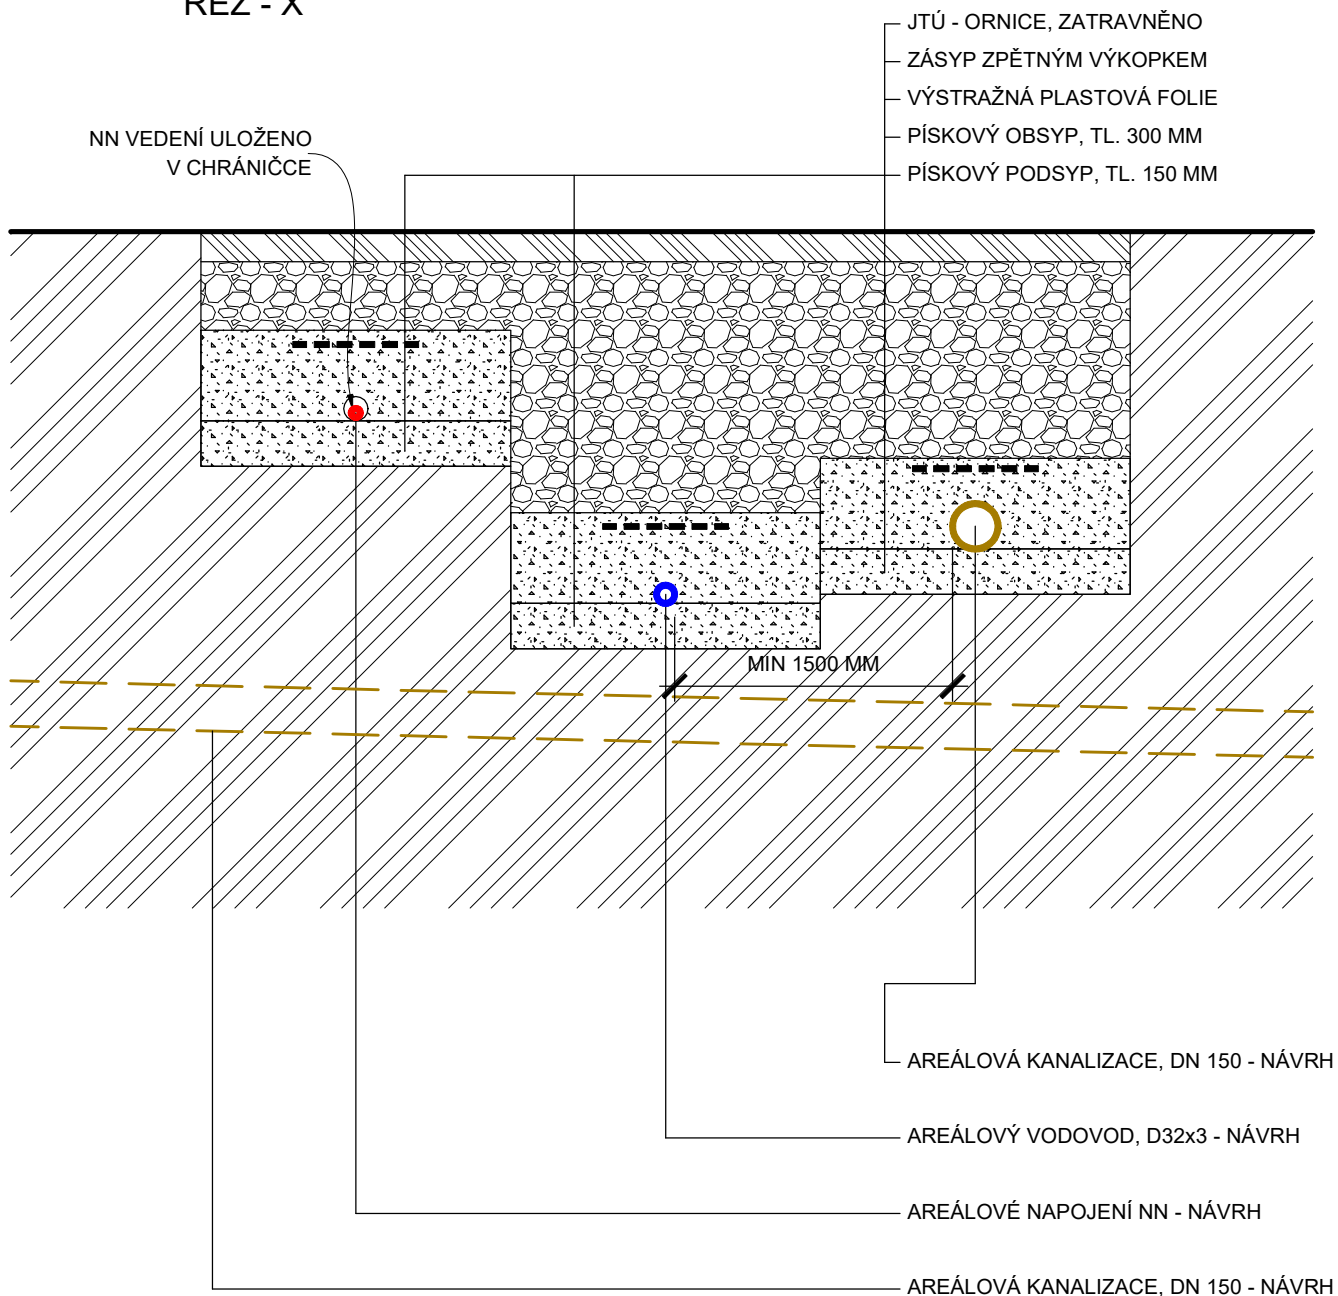 ŘEZ - X
JTÚ - ORNICE, ZATRAVNĚNO
ZÁSYP ZPĚTNÝM VÝKOPKEM
VÝSTRAŽNÁ PLASTOVÁ FOLIE
PÍSKOVÝ OBSYP, TL. 300 MM
PÍSKOVÝ PODSYP, TL. 150 MM
NN VEDENÍ ULOŽENO
V CHRÁNIČCE
MIN 1500 MM
AREÁLOVÁ KANALIZACE, DN 150 - NÁVRH
AREÁLOVÝ VODOVOD, D32x3 - NÁVRH
AREÁLOVÉ NAPOJENÍ NN - NÁVRH
AREÁLOVÁ KANALIZACE, DN 150 - NÁVRH